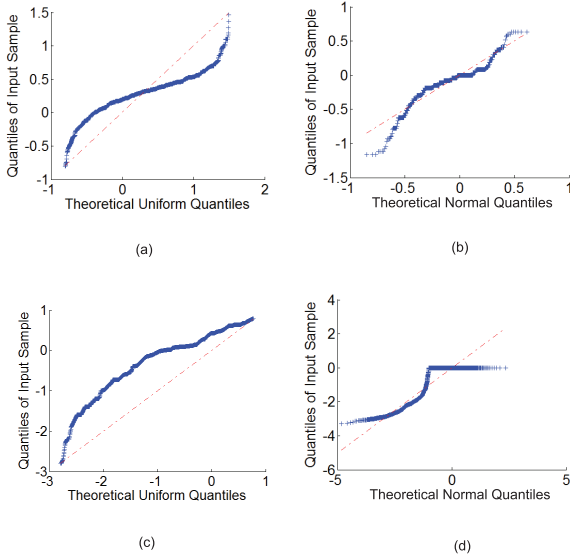 1.5
1
0.5
0
-0.5
-1
-1 0 1 2
Quantiles of Input Sample
Theoretical Uniform Quantiles
(a)
1
0.5
0
-0.5
-1
-1.5
-1 -0.5 0 0.5 1
Quantiles of Input Sample
Theoretical Normal Quantiles
(b)
1
0
-1
-2
-3
-3 -2 -1 0 1
Quantiles of Input Sample
Theoretical Uniform Quantiles
(c)
4
2
0
-2
-4
-6
-5 0 5
Quantiles of Input Sample
Theoretical Normal Quantiles
(d)